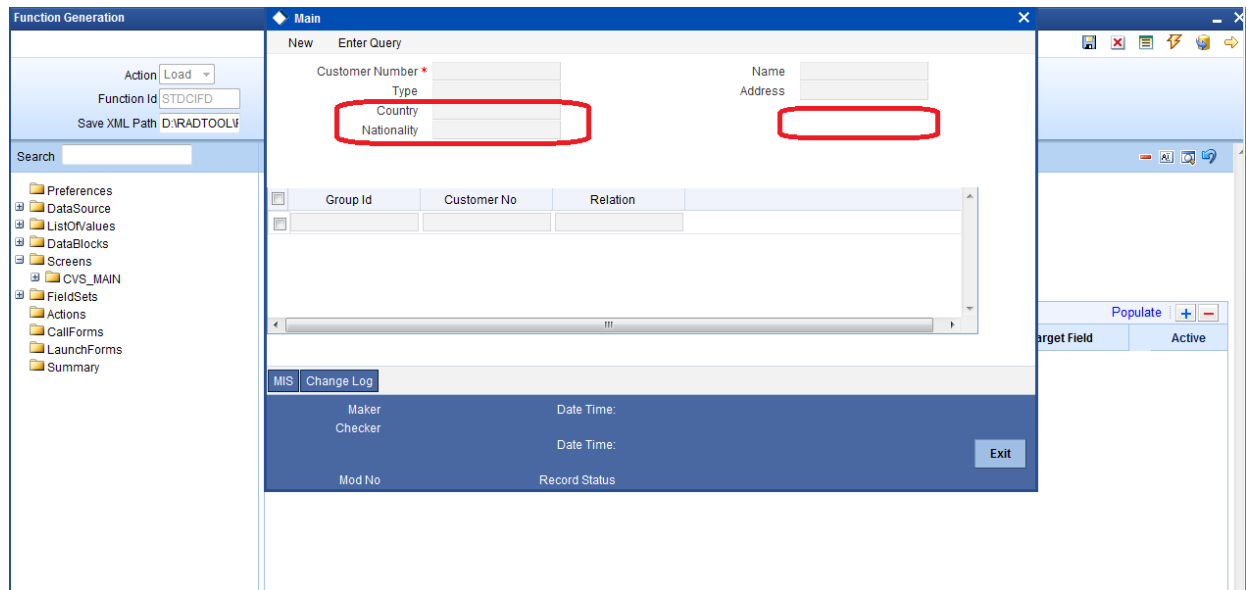 Function Generation
Action Load
Function Id STDCIFD
Save XML Path D:\RADTOOL\
Search
Preferences
DataSource
ListOfValues
DataBlocks
Screens
CVS_MAIN
FieldSets
Actions
CallForms
LaunchForms
Summary
Main
New Enter Query
Customer Number * Name
Type Address
Country
Nationality
Group Id Customer No Relation
MIS Change Log
Maker Date Time:
Checker
Date Time:
Exit
Mod No Record Status
Populate
Field Active